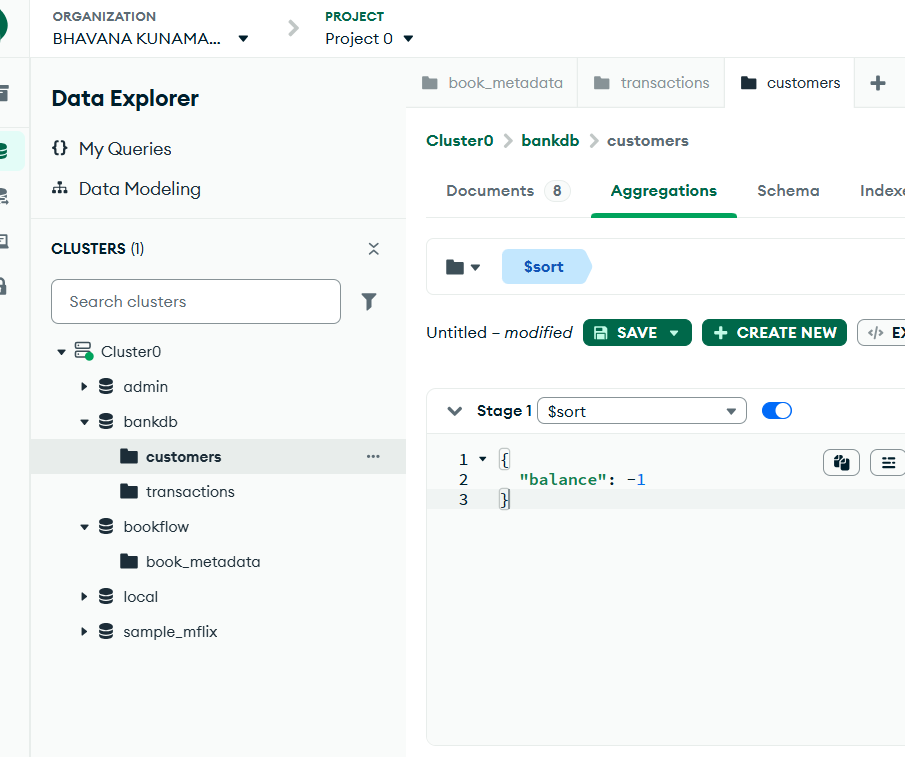 ORGANIZATION
BHAVANA KUNAMA...
PROJECT
Project 0
Data Explorer
My Queries
Data Modeling
CLUSTERS (1)
Search clusters
Cluster0
admin
bankdb
customers
transactions
bookflow
book_metadata
local
sample_mflix
book_metadata
transactions
customers
Cluster0 > bankdb > customers
Documents 8 Aggregations Schema Indexe
$sort
Untitled – modified SAVE + CREATE NEW </> EX
Stage 1 $sort
1 {
2 "balance": -1
3 }